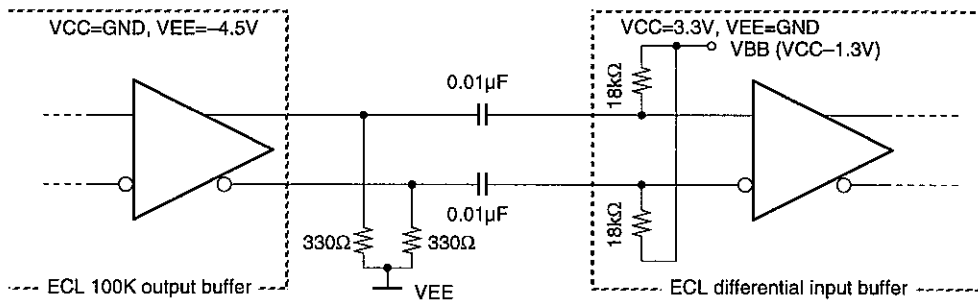 VCC=GND, VEE=–4.5V
VCC=3.3V, VEE=GND
VBB (VCC–1.3V)
0.01µF
18kΩ
0.01µF
18kΩ
330Ω
330Ω
VEE
ECL 100K output buffer
ECL differential input buffer